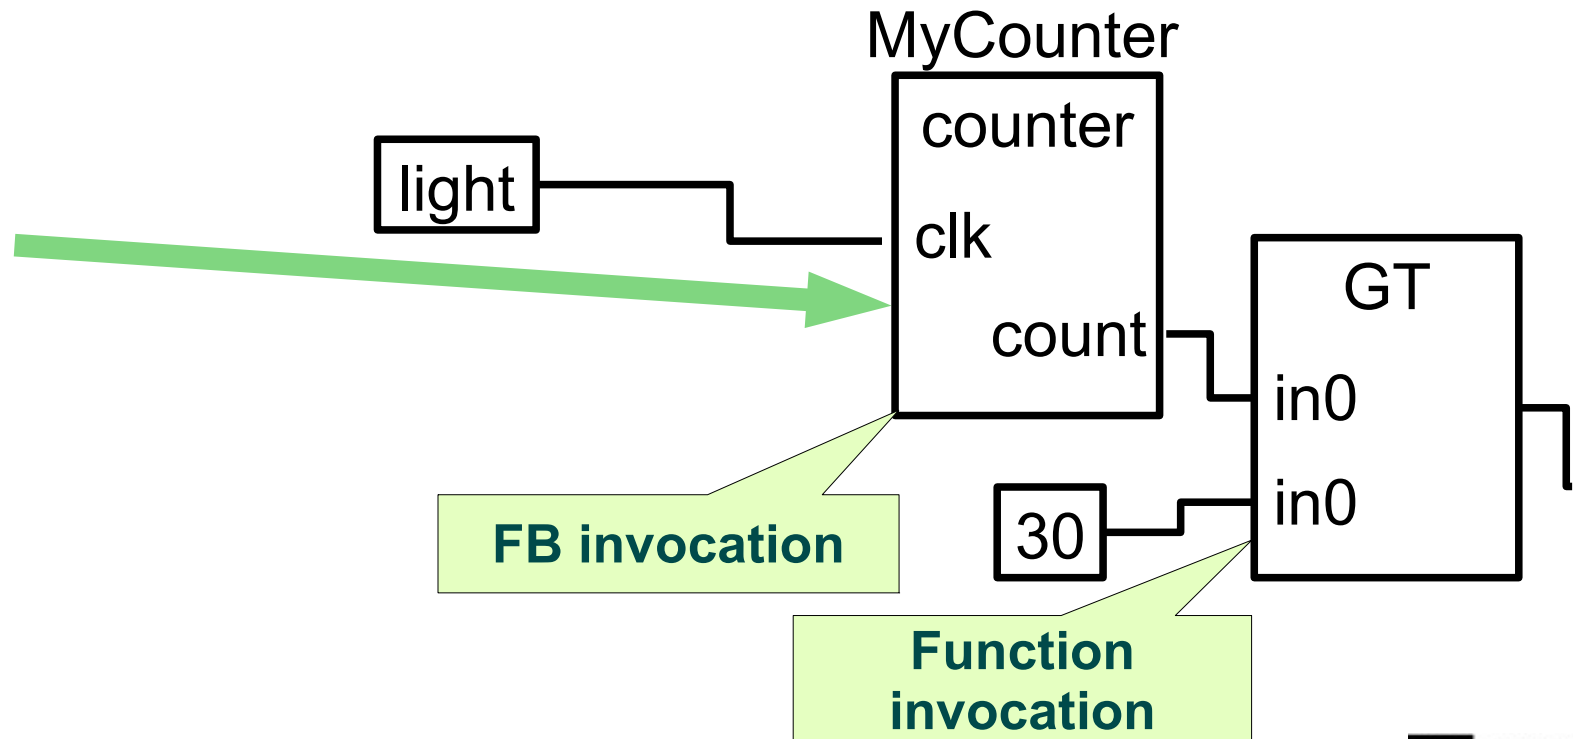 MyCounter
counter
light
clk
count
GT
in0
in0
30
FB invocation
Function
invocation